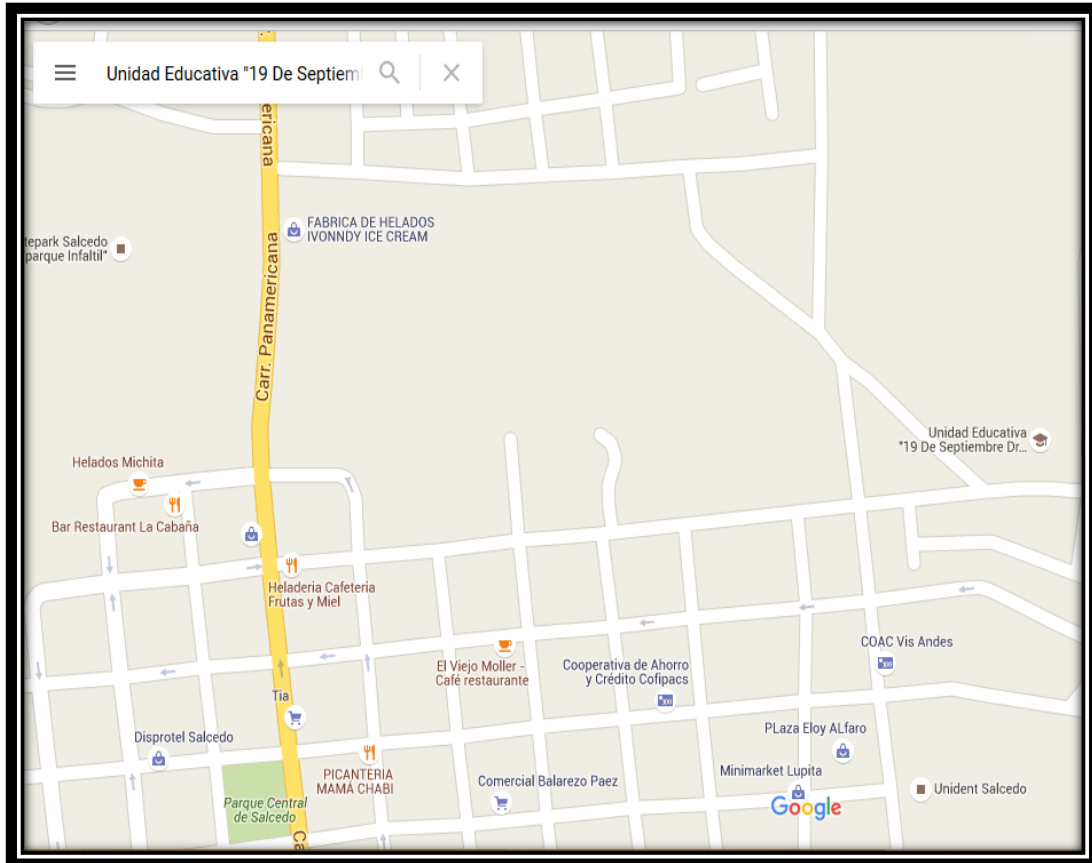 Unidad Educativa "19 De Septiem
ericana
FABRICA DE HELADOS
IVONNDY ICE CREAM
tepark Salcedo
parque Infaltil"
Carr. Panamericana
Unidad Educativa
"19 De Septiembre Dr...
Helados Michita
Bar Restaurant La Cabaña
Heladeria Cafeteria
Frutas y Miel
COAC Vis Andes
El Viejo Moller -
Café restaurante
Cooperativa de Ahorro
y Crédito Cofipacs
Tia
Disprotel Salcedo
PLaza Eloy ALfaro
PICANTERIA
MAMÁ CHABI
Comercial Balarezo Paez
Minimarket Lupita
Unident Salcedo
Parque Central
de Salcedo
Google
Ca